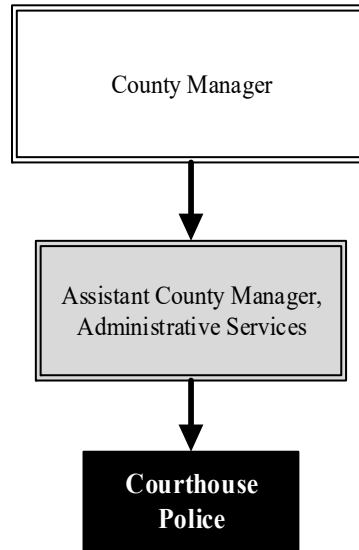 County Manager
Assistant County Manager,
Administrative Services
Courthouse
Police